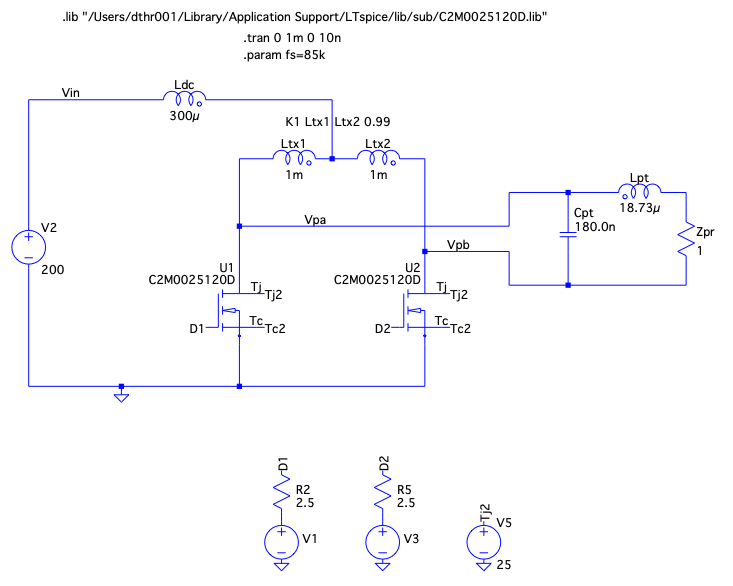 .lib "/Users/dthr001/Library/Application Support/LTspice/lib/sub/C2M0025120D.lib"
.tran 0 1m 0 10n
.param fs=85k
Vin
Ldc
300µ
K1 Ltx1 Ltx2 0.99
Ltx1
1m
Ltx2
1m
Vpa
Vpb
Lpt
18.73µ
Cpt
180.0n
Zpr
1
V2
200
U1
C2M0025120D
Tj
Tj2
Tc
Tc2
D1
U2
C2M0025120D
Tj
Tj2
Tc
Tc2
D2
D1
R2
2.5
V1
D2
R5
2.5
V3
Tj2
V5
25